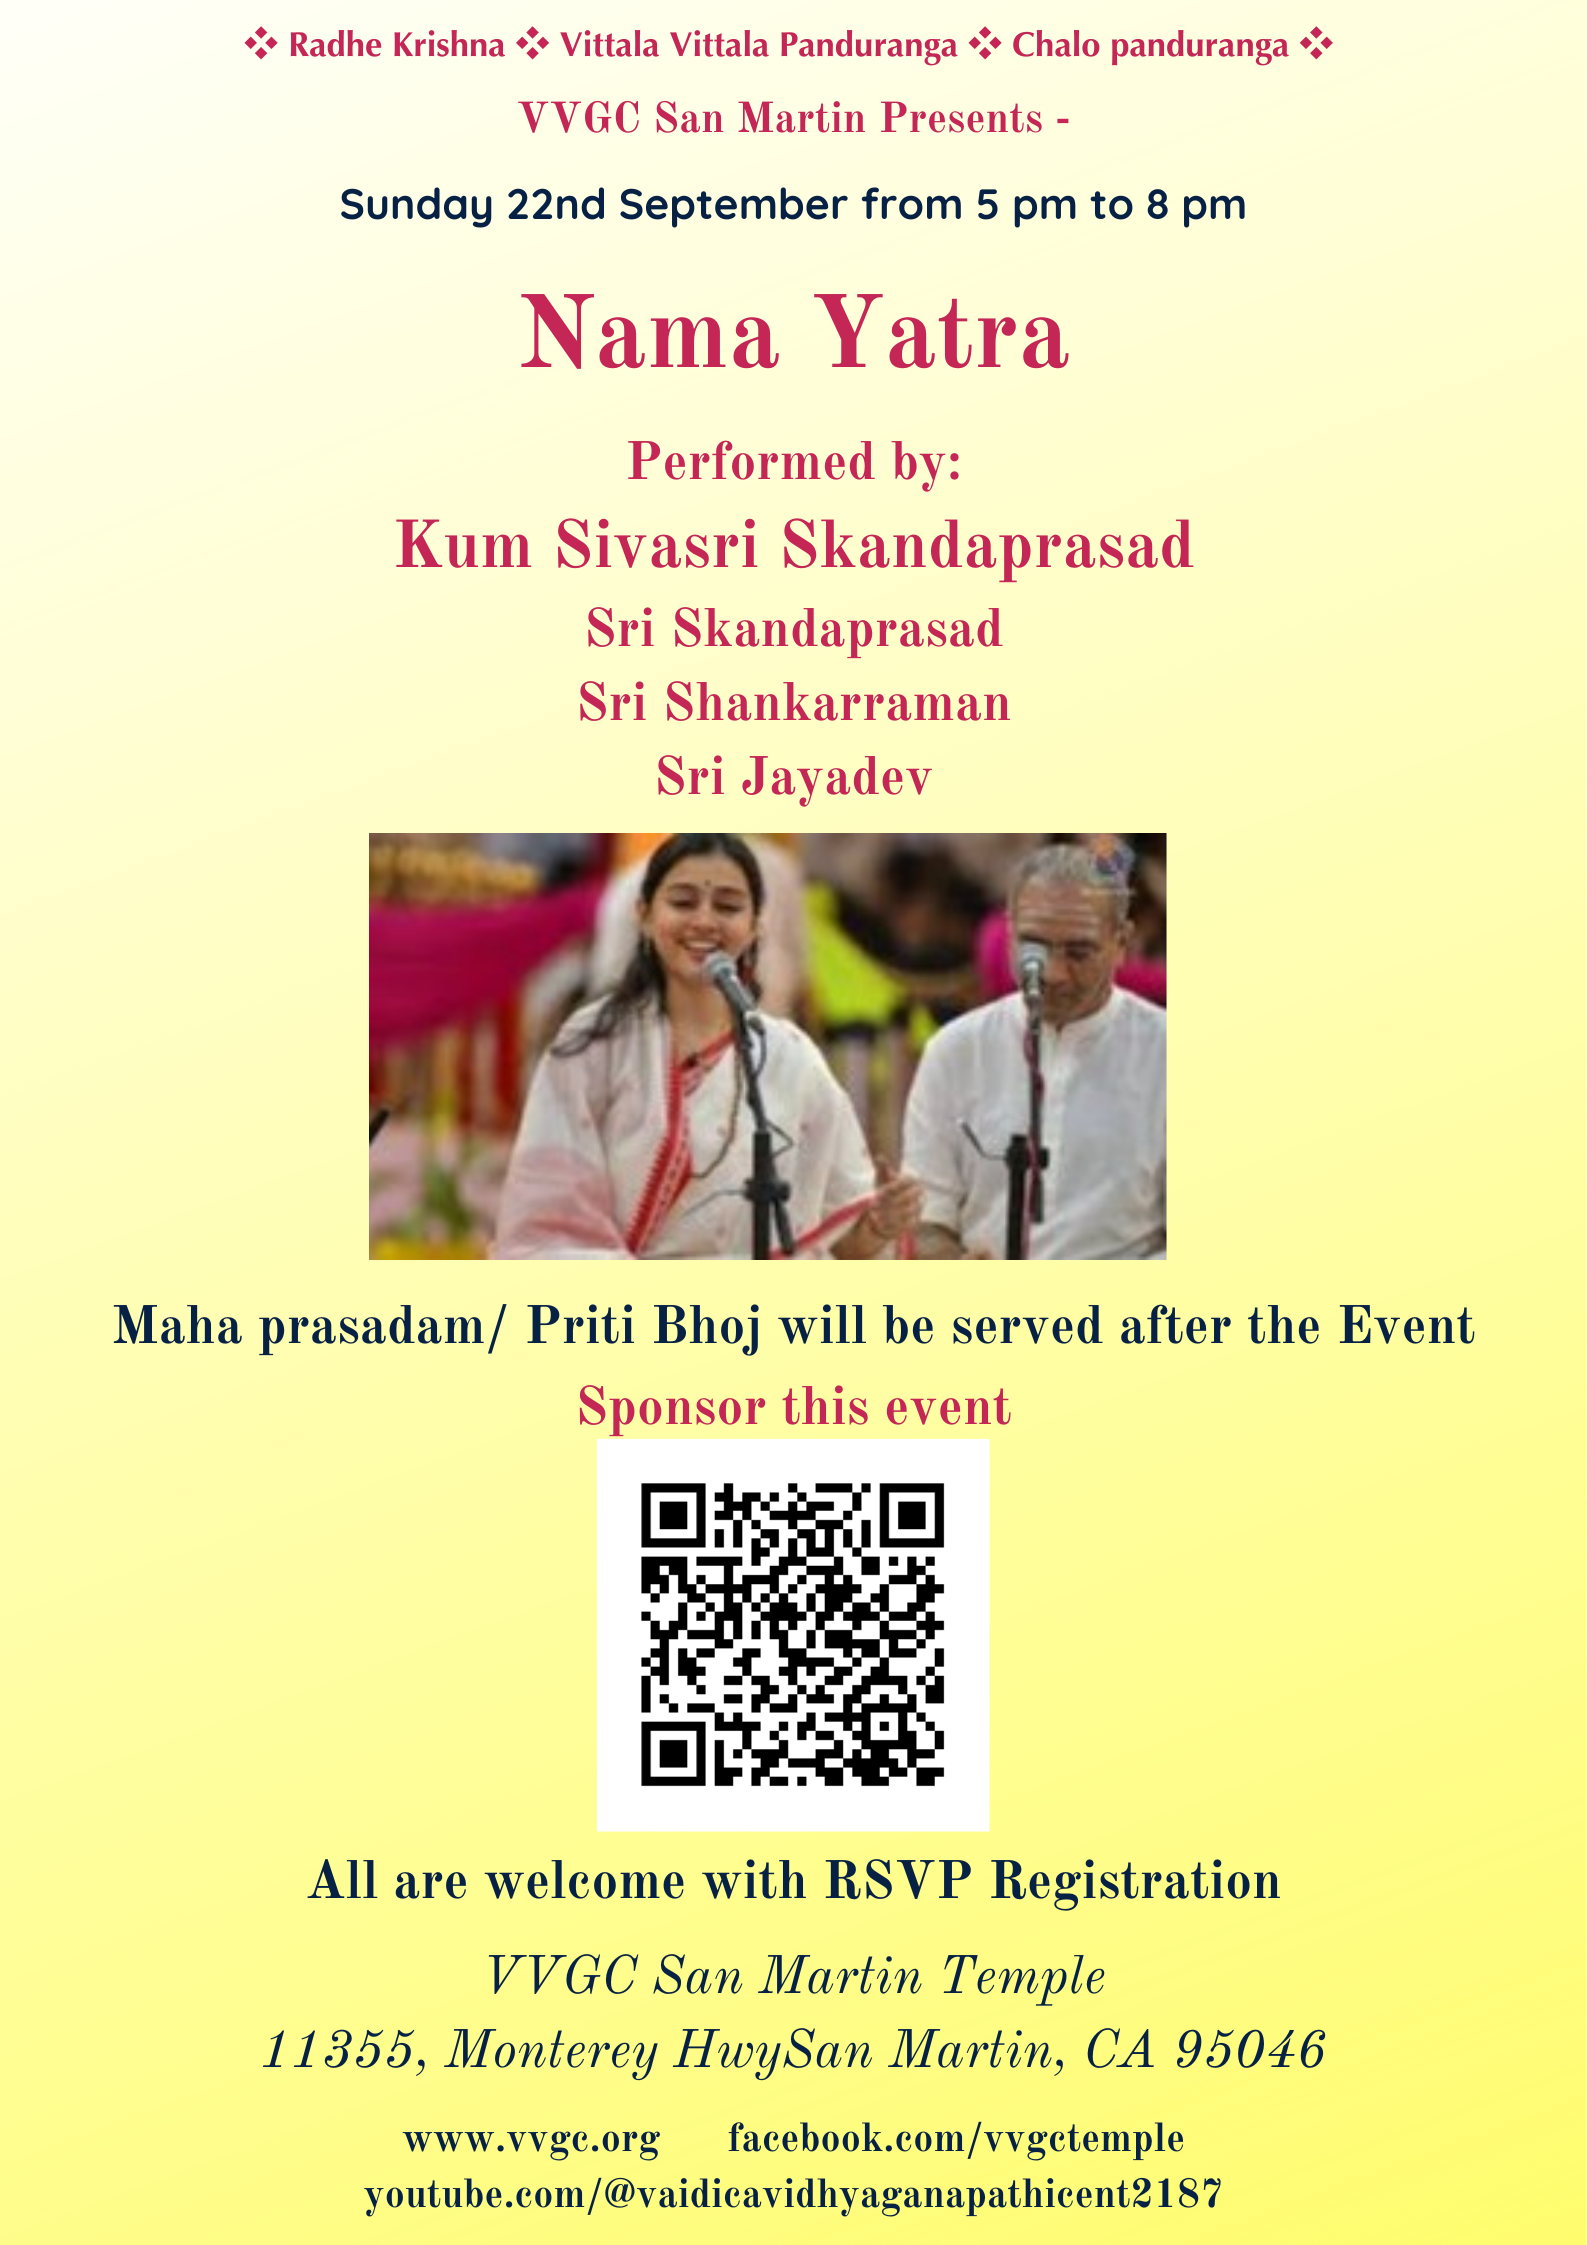 ❖ Radhe Krishna ❖ Vittala Vittala Panduranga ❖ Chalo panduranga ❖
VVGC San Martin Presents -
Sunday 22nd September from 5 pm to 8 pm
Nama Yatra
Performed by:
Kum Sivasri Skandaprasad
Sri Skandaprasad
Sri Shankarraman
Sri Jayadev
Maha prasadam/ Priti Bhoj will be served after the Event
Sponsor this event
All are welcome with RSVP Registration
VVGC San Martin Temple
11355, Monterey HwySan Martin, CA 95046
www.vvgc.org facebook.com/vvgctemple
youtube.com/@vaidicavidhyaganapathicent2187